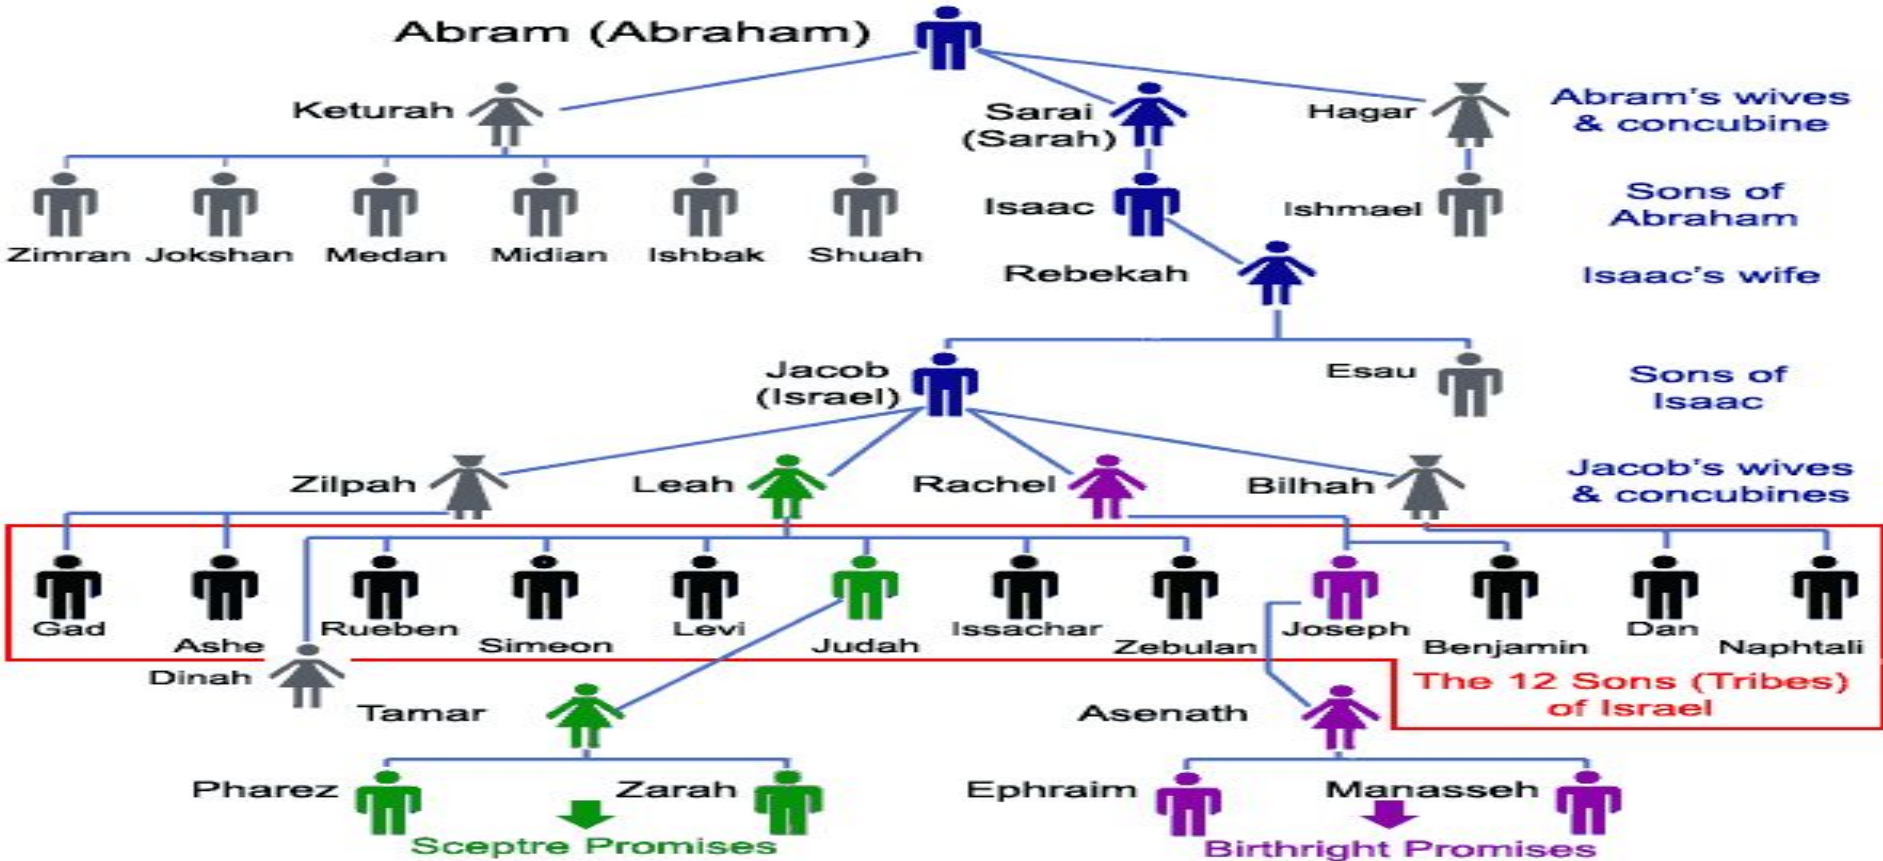 Abram (Abraham)
Keturah
Sarai
(Sarah)
Hagar
Abram's wives
& concubine
Zimran
Jokshan
Medan
Midian
Ishbak
Shuah
Isaac
Ishmael
Sons of
Abraham
Rebekah
Isaac's wife
Jacob
(Israel)
Esau
Sons of
Isaac
Zilpah
Leah
Rachel
Bilhah
Jacob's wives
& concubines
Gad
Ashe
Rueben
Simeon
Levi
Judah
Issachar
Zebulan
Joseph
Benjamin
Dan
Naphtali
Dinah
The 12 Sons (Tribes)
of Israel
Tamar
Asenath
Pharez
Zarah
Ephraim
Manasseh
Sceptre Promises
Birthright Promises